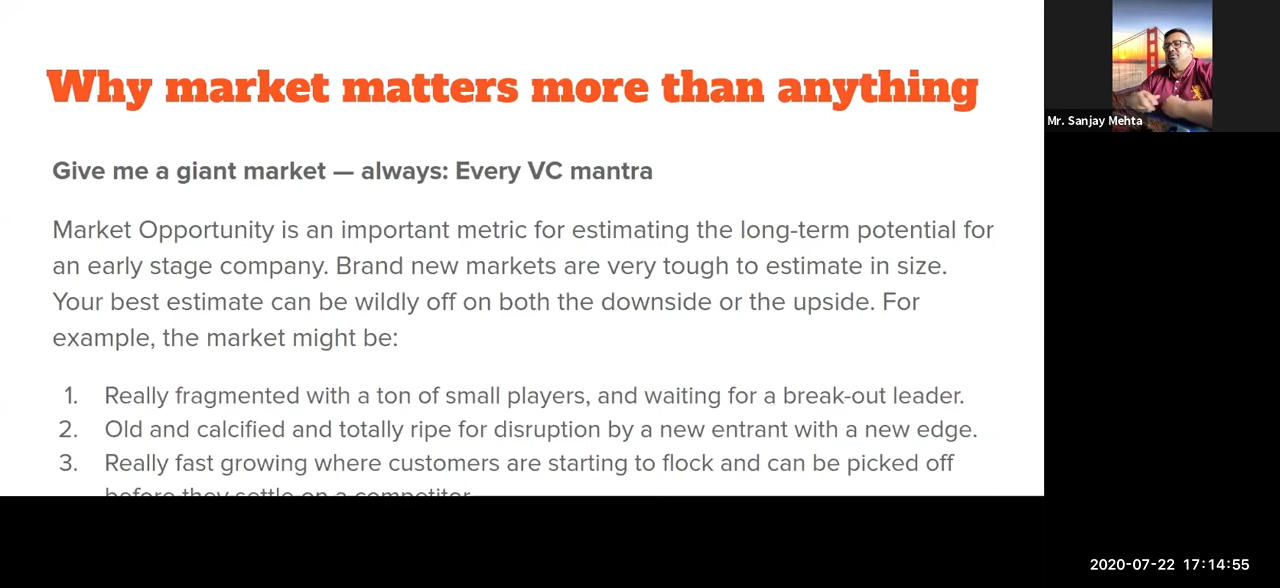 Why market matters more than anything
Give me a giant market — always: Every VC mantra
Market Opportunity is an important metric for estimating the long-term potential for
an early stage company. Brand new markets are very tough to estimate in size.
Your best estimate can be wildly off on both the downside or the upside. For
example, the market might be:
1. Really fragmented with a ton of small players, and waiting for a break-out leader.
2. Old and calcified and totally ripe for disruption by a new entrant with a new edge.
3. Really fast growing where customers are starting to flock and can be picked off
before they settle on a competitor.
Mr. Sanjay Mehta
2020-07-22 17:14:55